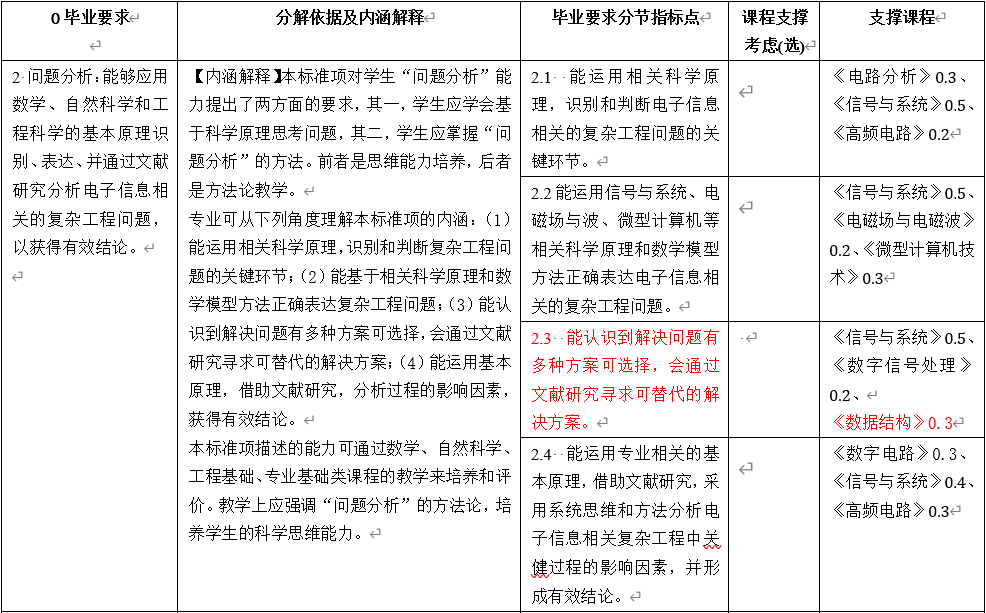 0 毕业要求
分解依据及内涵解释
毕业要求分节指标点
课程支撑
考虑(选)
支撑课程
2 问题分析：能够应用
数学、自然科学和工
程科学的基本原理识
别、表达、并通过文献
研究分析电子信息相
关的复杂工程问题，
以获得有效结论。
【内涵解释】本标准项对学生“问题分析”能
力提出了两方面的要求，其一，学生应学会基
于科学原理思考问题，其二，学生应掌握“问
题分析”的方法。前者是思维能力培养，后者
是方法论教学。
专业可从下列角度理解本标准项的内涵：（1）
能运用相关科学原理，识别和判断复杂工程问
题的关键环节；（2）能基于相关科学原理和数
学模型方法正确表达复杂工程问题；（3）能认
识到解决问题有多种方案可选择，会通过文献
研究寻求可替代的解决方案；（4）能运用基本
原理，借助文献研究，分析过程的影响因素，
获得有效结论。
本标准项描述的能力可通过数学、自然科学、
工程基础、专业基础类课程的教学来培养和评
价。教学上应强调“问题分析”的方法论，培
养学生的科学思维能力。
2.1 能运用相关科学原
理，识别和判断电子信息
相关的复杂工程问题的关
键环节。
《电路分析》0.3、
《信号与系统》0.5、
《高频电路》0.2
2.2 能运用信号与系统、电
磁场与波、微型计算机等
相关科学原理和数学模型
方法正确表达电子信息相
关的复杂工程问题。
《信号与系统》0.5、
《电磁场与电磁波》
0.2、《微型计算机技
术》0.3
2.3 能认识到解决问题有
多种方案可选择，会通过
文献研究寻求可替代的解
决方案。
《信号与系统》0.5、
《数字信号处理》
0.2、
《数据结构》0.3
2.4 能运用专业相关的基
本原理，借助文献研究，采
用系统思维和方法分析电
子信息相关复杂工程中关
健过程的影响因素，并形
成有效结论。
《数字电路》0.3、
《信号与系统》0.4、
《高频电路》0.3